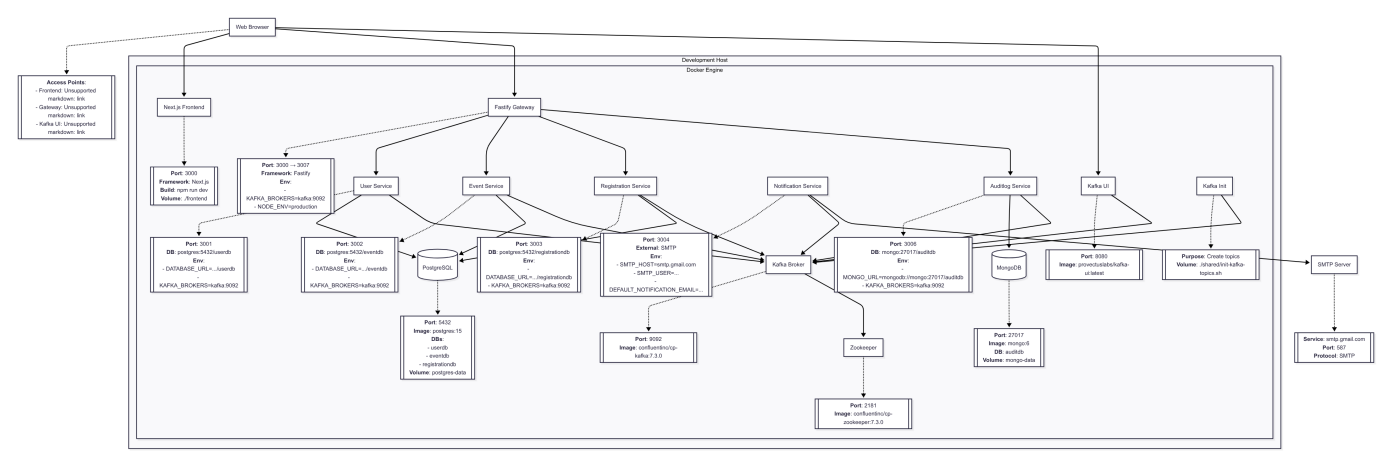 Web Browser
Development Host
Docker Engine
Access Points:
- Frontend: Unsupported
markdown: link
- Gateway: Unsupported
markdown: link
- Kafka UI: Unsupported
markdown: link
Next.js Frontend
Fastify Gateway
Port: 3000
Framework: Next.js
Build: npm run dev
Volume: ./frontend
Port: 3000 → 3007
Framework: Fastify
Env:
-
KAFKA_BROKERS=kafka:9092
- NODE_ENV=production
User Service
Event Service
Registration Service
Notification Service
Auditlog Service
Kafka UI
Kafka Init
Port: 3001
DB: postgres:5432/userdb
Env:
- DATABASE_URL=.../userdb
-
KAFKA_BROKERS=kafka:9092
Port: 3002
DB: postgres:5432/eventdb
Env:
- DATABASE_URL=.../eventdb
-
KAFKA_BROKERS=kafka:9092
PostgreSQL
Port: 3003
DB: postgres:5432/registrationdb
Env:
-
DATABASE_URL=.../registrationdb
- KAFKA_BROKERS=kafka:9092
Port: 3004
External: SMTP
Env:
- SMTP_HOST=smtp.gmail.com
- SMTP_USER=...
-
DEFAULT_NOTIFICATION_EMAIL=...
Kafka Broker
Port: 3006
DB: mongo:27017/auditdb
Env:
-
MONGO_URL=mongodb://mongo:27017/auditdb
- KAFKA_BROKERS=kafka:9092
MongoDB
Port: 8080
Image: provectuslabs/kafka-
ui:latest
Purpose: Create topics
Volume: ./shared/init-kafka-
topics.sh
SMTP Server
Port: 5432
Image: postgres:15
DBs:
- userdb
- eventdb
- registrationdb
Volume: postgres-data
Port: 9092
Image: confluentinc/cp-
kafka:7.3.0
Zookeeper
Port: 27017
Image: mongo:6
DB: auditdb
Volume: mongo-data
Service: smtp.gmail.com
Port: 587
Protocol: SMTP
Port: 2181
Image: confluentinc/cp-
zookeeper:7.3.0